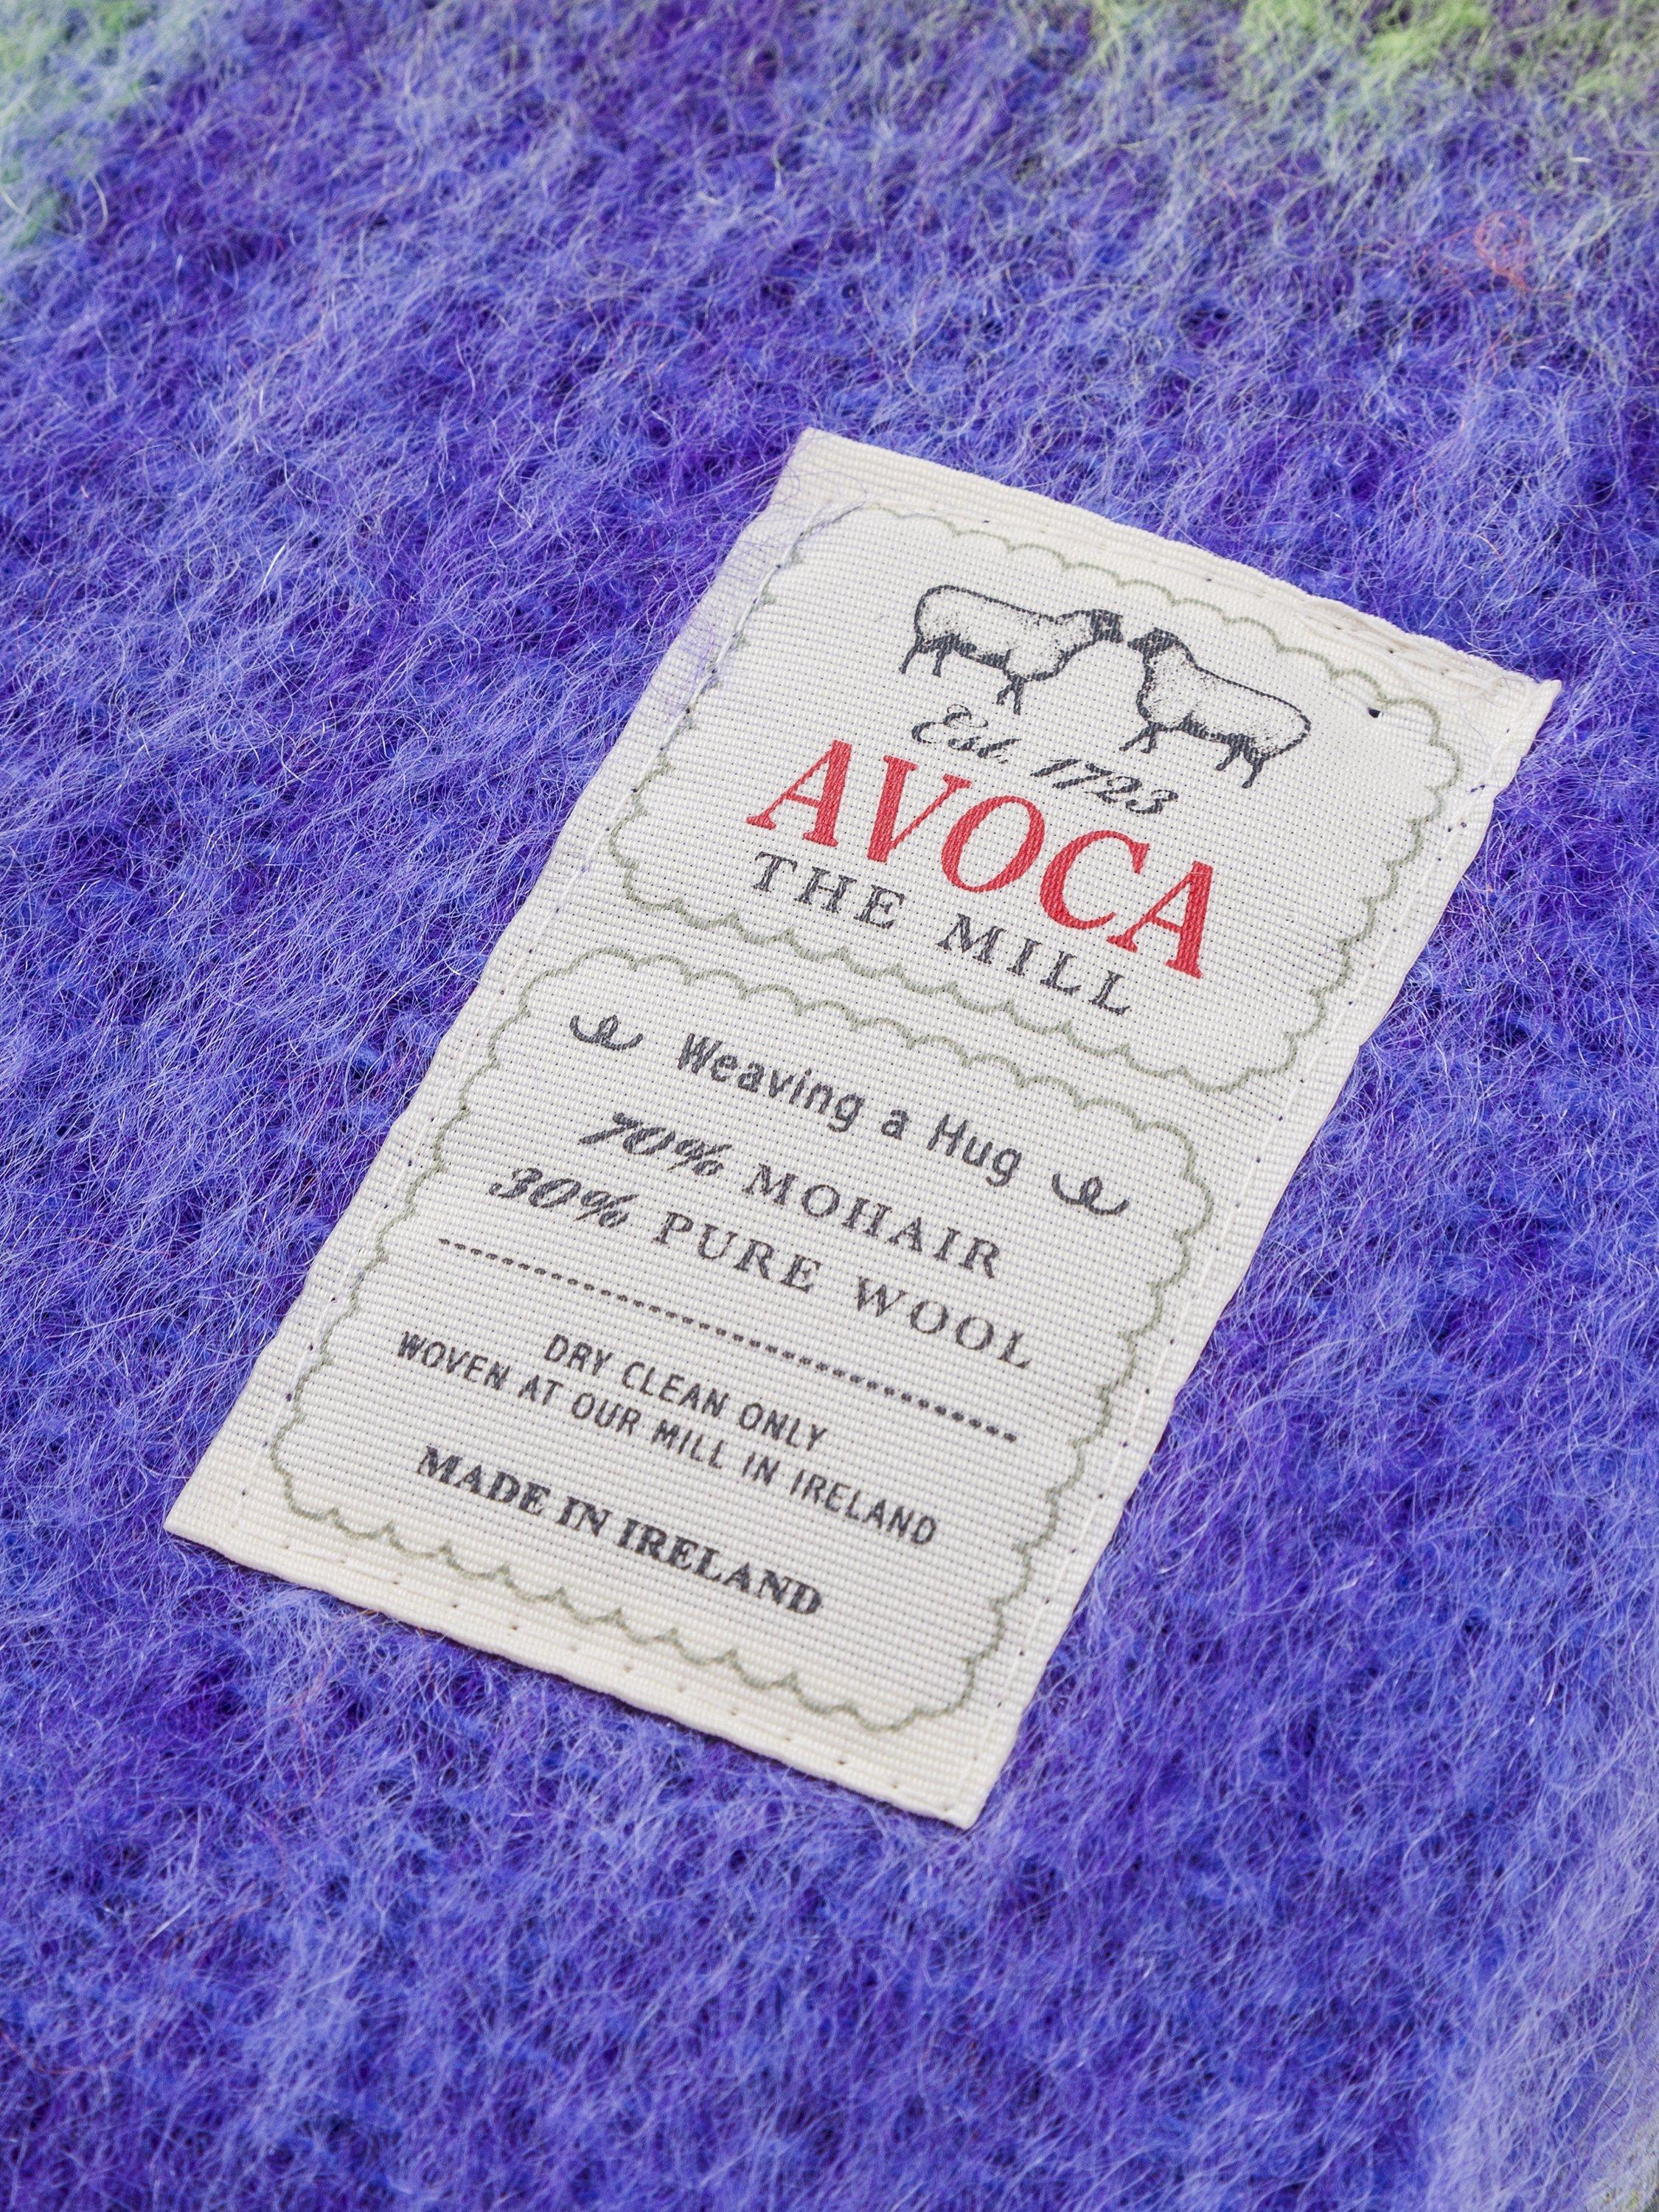 Est. 1723
AVOCA
THE MILL
Weaving a Hug
70% MOHAIR
30% PURE WOOL
DRY CLEAN ONLY
WOVEN AT OUR MILL IN IRELAND
MADE IN IRELAND